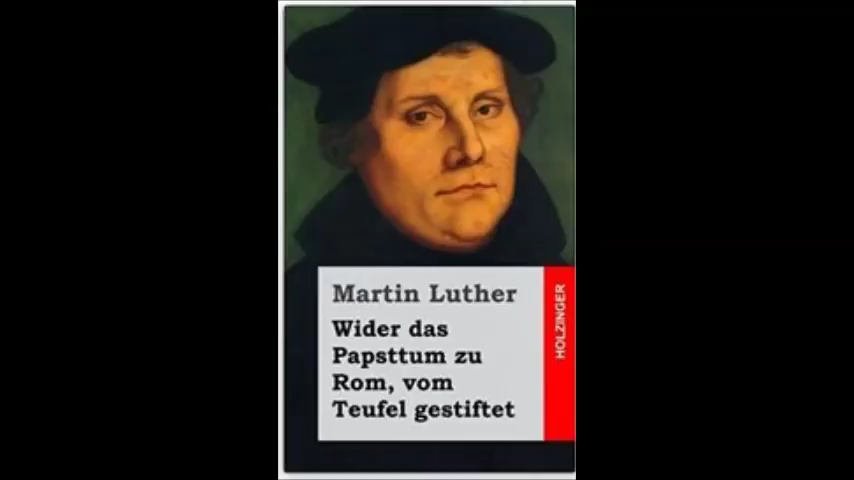 Martin Luther
Wider das
Papsttum zu
Rom, vom
Teufel gestiftet
HOLZINGER